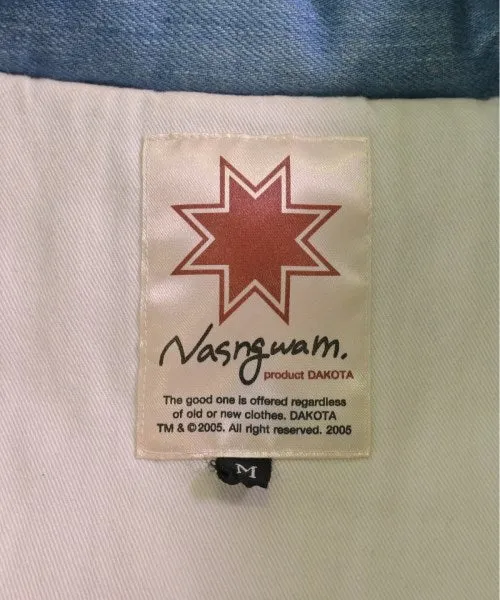 Nasngwam.
product DAKOTA
The good one is offered regardless
of old or new clothes. DAKOTA
TM & © 2005. All right reserved. 2005
M